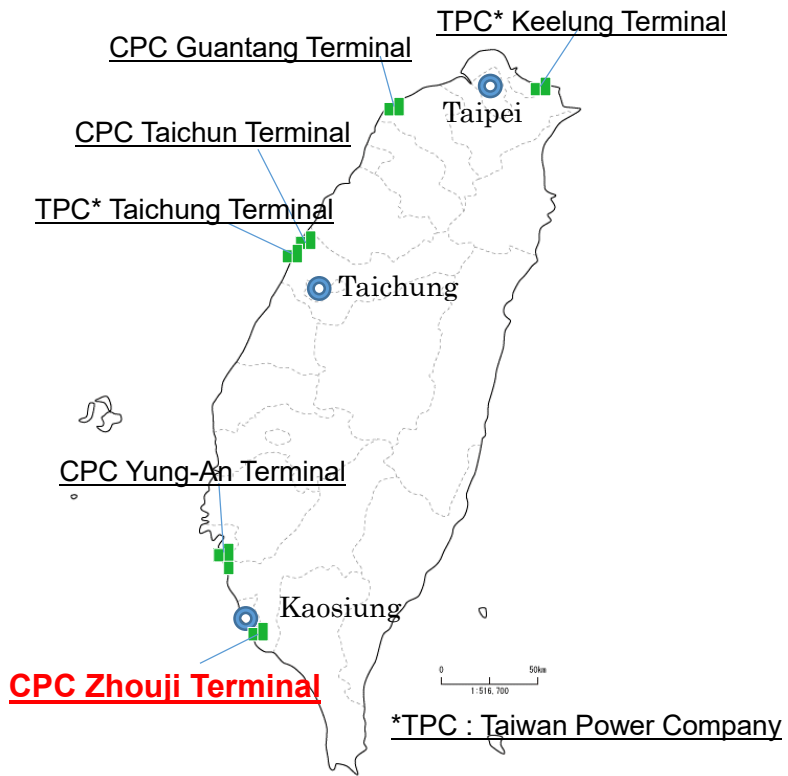 TPC* Keelung Terminal
CPC Guantang Terminal
Taipei
CPC Taichun Terminal
TPC* Taichung Terminal
Taichung
CPC Yung-An Terminal
Kaosiung
CPC Zhouji Terminal
0 50km
1:516,700
*TPC : Taiwan Power Company